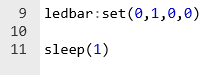 9 ledbar:set(0,1,0,0)
10
11 sleep(1)